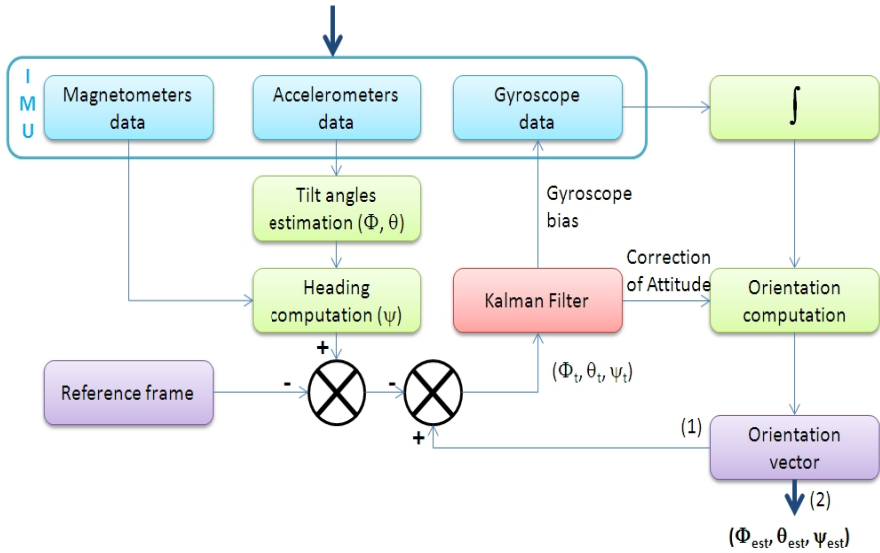 I
M
U
Magnetometers
data
Accelerometers
data
Gyroscope
data
∫
Tilt angles
estimation (Φ, θ)
Gyroscope
bias
Heading
computation (ψ)
Kalman Filter
Correction
of Attitude
Orientation
computation
+
-
-
+
Reference frame
(Φt, θt, ψt)
(1)
Orientation
vector
(2)
(Φest, θest, ψest)